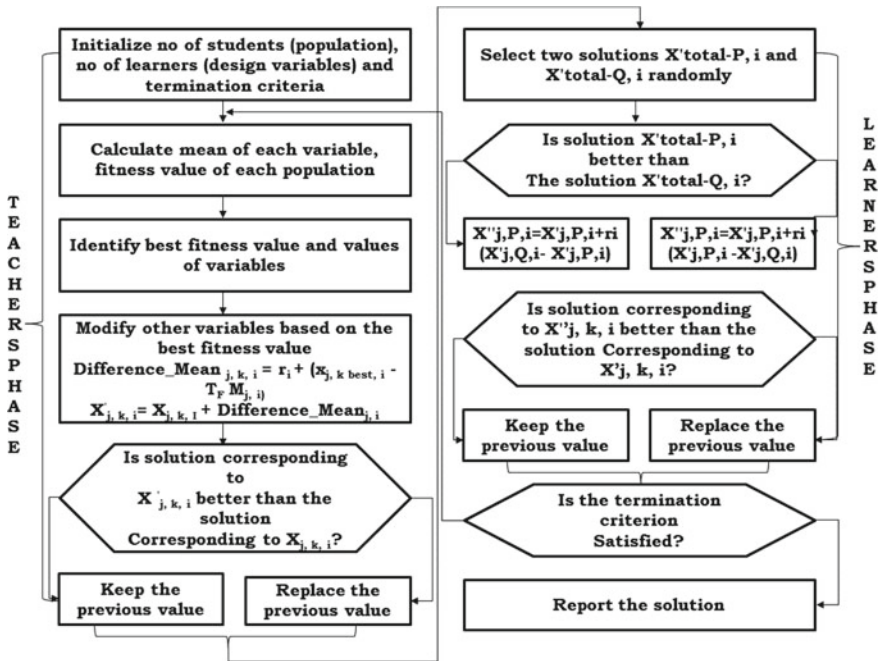 Initialize no of students (population),
no of learners (design variables) and
termination criteria
Calculate mean of each variable,
fitness value of each population
Identify best fitness value and values
of variables
Modify other variables based on the
best fitness value
Difference_Mean j, k, i = ri + (xj, k best, i -
TF Mj, i)
X'j, k, i= Xj, k, I + Difference_Meanj, i
Is solution corresponding
to
X'j, k, i better than the
solution
Corresponding to Xj, k, i?
Keep the
previous value
Replace the
previous value
TEACHERSPHASE
Select two solutions X'total-P, i and
X'total-Q, i randomly
Is solution X'total-P, i
better than
The solution X'total-Q, i?
X''j,P,i=X'j,P,i+ri
(X'j,Q,i- X'j,P,i)
X''j,P,i=X'j,P,i+ri
(X'j,P,i -X'j,Q,i)
Is solution corresponding
to X''j, k, i better than the
solution Corresponding to
X'j, k, i?
Keep the
previous value
Replace the
previous value
Is the termination
criterion
Satisfied?
Report the solution
LEARNERSPHASE